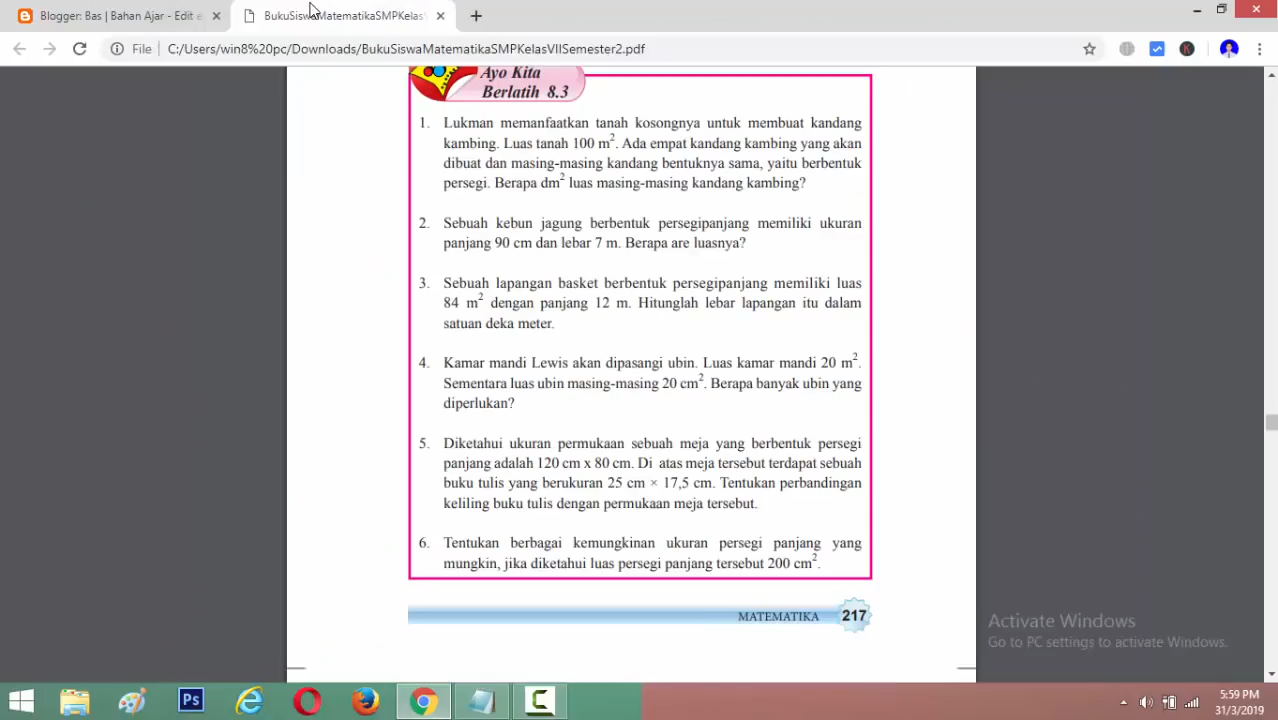 Blogger: Bas | Bahan Ajar - Edit e
BukuSiswaMatematikaSMPKelas
File | C:/Users/win8%20pc/Downloads/BukuSiswaMatematikaSMPKelasVIISemester2.pdf
Ayo Kita
Berlatih 8.3
1. Lukman memanfaatkan tanah kosongnya untuk membuat kandang
kambing. Luas tanah 100 m². Ada empat kandang kambing yang akan
dibuat dan masing-masing kandang bentuknya sama, yaitu berbentuk
persegi. Berapa dm² luas masing-masing kandang kambing?
2. Sebuah kebun jagung berbentuk persegipanjang memiliki ukuran
panjang 90 cm dan lebar 7 m. Berapa are luasnya?
3. Sebuah lapangan basket berbentuk persegipanjang memiliki luas
84 m² dengan panjang 12 m. Hitunglah lebar lapangan itu dalam
satuan deka meter.
4. Kamar mandi Lewis akan dipasangi ubin. Luas kamar mandi 20 m².
Sementara luas ubin masing-masing 20 cm². Berapa banyak ubin yang
diperlukan?
5. Diketahui ukuran permukaan sebuah meja yang berbentuk persegi
panjang adalah 120 cm x 80 cm. Di atas meja tersebut terdapat sebuah
buku tulis yang berukuran 25 cm × 17,5 cm. Tentukan perbandingan
keliling buku tulis dengan permukaan meja tersebut.
6. Tentukan berbagai kemungkinan ukuran persegi panjang yang
mungkin, jika diketahui luas persegi panjang tersebut 200 cm².
MATEMATIKA 217
Activate Windows
Go to PC settings to activate Windows.
Ps
5:59 PM
31/3/2019